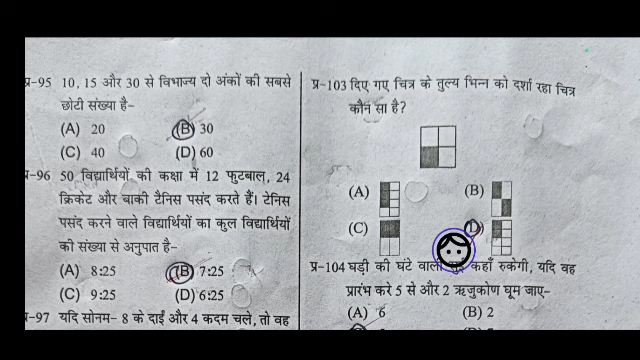 प्र-95 10, 15 और 30 से विभाज्य दो अंकों की सबसे
छोटी संख्या है-
(A) 20
(B) 30
(C) 40
(D) 60
प्र-96 50 विद्यार्थियों की कक्षा में 12 फुटबाल, 24
क्रिकेट और बाकी टैनिस पसंद करते हैं। टेनिस
पसंद करने वाले विद्यार्थियों का कुल विद्यार्थियों
की संख्या से अनुपात है-
(A) 8:25
(B) 7:25
(C) 9:25
(D) 6:25
प्र-97 यदि सोनम- 8 के दाईं और 4 कदम चले, तो वह
प्र-103 दिए गए चित्र के तुल्य भिन्न को दर्शा रहा चित्र
कौन सा है?
(A)
(B)
(C)
(D)
प्र-104 घड़ी की घंटे वाली सुई कहाँ रुकेगी, यदि वह
प्रारंभ करे 5 से और 2 ऋजुकोण घूम जाए-
(A) 6
(B) 2